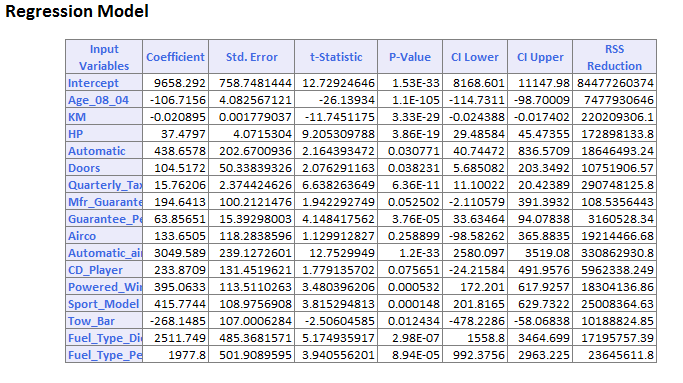 Regression Model
Input Variables Coefficient Std. Error t-Statistic P-Value CI Lower CI Upper RSS Reduction
Intercept 9658.292 758.7481444 12.72924646 1.53E-33 8168.601 11147.98 84477260374
Age_08_04 -106.7156 4.082567121 -26.13934 1.1E-105 -114.7311 -98.70009 7477930646
KM -0.020895 0.001779037 -11.7451175 3.33E-29 -0.024388 -0.017402 220209306.1
HP 37.4797 4.0715304 9.205309788 3.86E-19 29.48584 45.47355 172898133.8
Automatic 438.6578 202.6700936 2.164393472 0.030771 40.74472 836.5709 18646493.24
Doors 104.5172 50.33839326 2.076291163 0.038231 5.685082 203.3492 10751906.57
Quarterly_Tax 15.76206 2.374424626 6.638263649 6.36E-11 11.10022 20.42389 290748125.8
Mfr_Guarante 194.6413 100.2121476 1.942292749 0.052502 -2.110579 391.3932 108.5356443
Guarantee_Pe 63.85651 15.39298003 4.148417562 3.76E-05 33.63464 94.07838 3160528.34
Airco 133.6505 118.2838596 1.129912827 0.258899 -98.58262 365.8835 19214466.68
Automatic_ai 3049.589 239.1272601 12.7529949 1.2E-33 2580.097 3519.08 330862930.8
CD_Player 233.8709 131.4519621 1.779135702 0.075651 -24.21584 491.9576 5962338.249
Powered_Wi 395.0633 113.5110263 3.480396206 0.000532 172.201 617.9257 18304136.86
Sport_Model 415.7744 108.9756908 3.815294813 0.000148 201.8165 629.7322 25008364.63
Tow_Bar -268.1485 107.0006284 -2.50604585 0.012434 -478.2286 -58.06838 10188824.85
Fuel_Type_Di 2511.749 485.3681571 5.174935917 2.98E-07 1558.8 3464.699 17195757.39
Fuel_Type_Pe 1977.8 501.9089595 3.940556201 8.94E-05 992.3756 2963.225 23645611.8